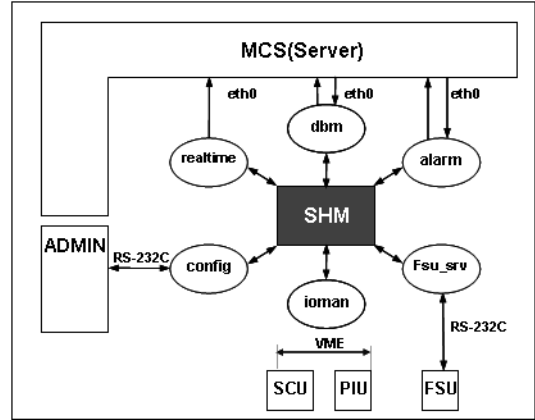 MCS(Server)
eth0
eth0
eth0
dbm
realtime
alarm
SHM
ADMIN
RS-232C
config
Fsu_srv
ioman
RS-232C
VME
SCU
PIU
FSU